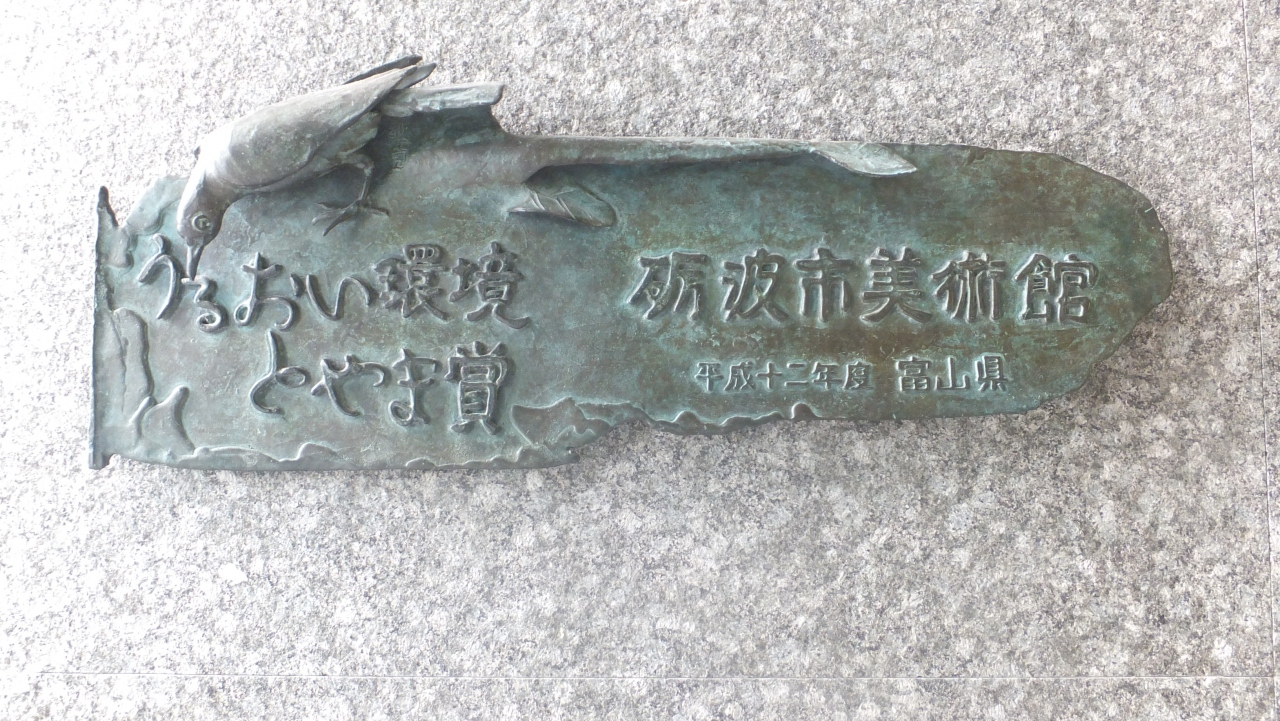 うるおい環境
とやま賞
砺波市美術館
平成十二年度 富山県